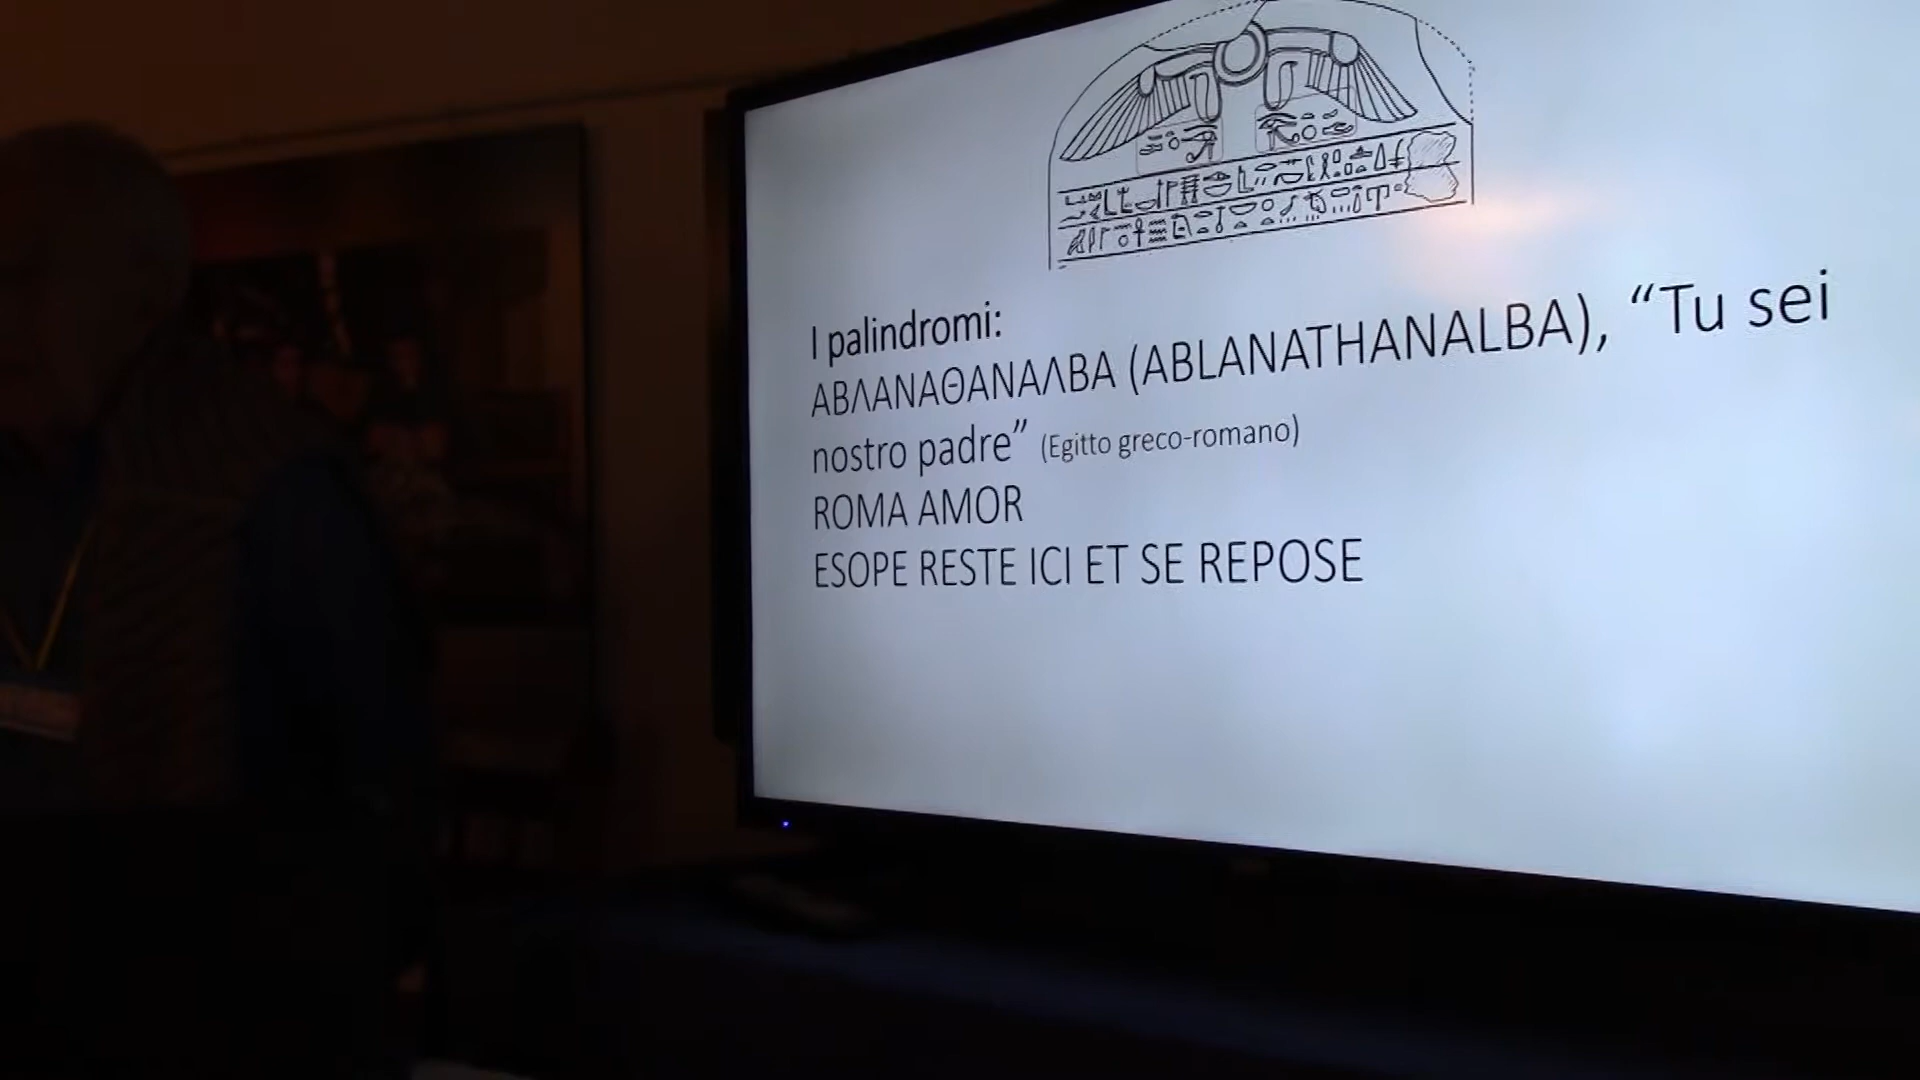 I palindromi:
ΑΒΛΑΝΑΘΑΝΑΛΒΑ (ABLANATHANALBA), “Tu sei
nostro padre” (Egitto greco-romano)
ROMA AMOR
ESOPE RESTE ICI ET SE REPOSE